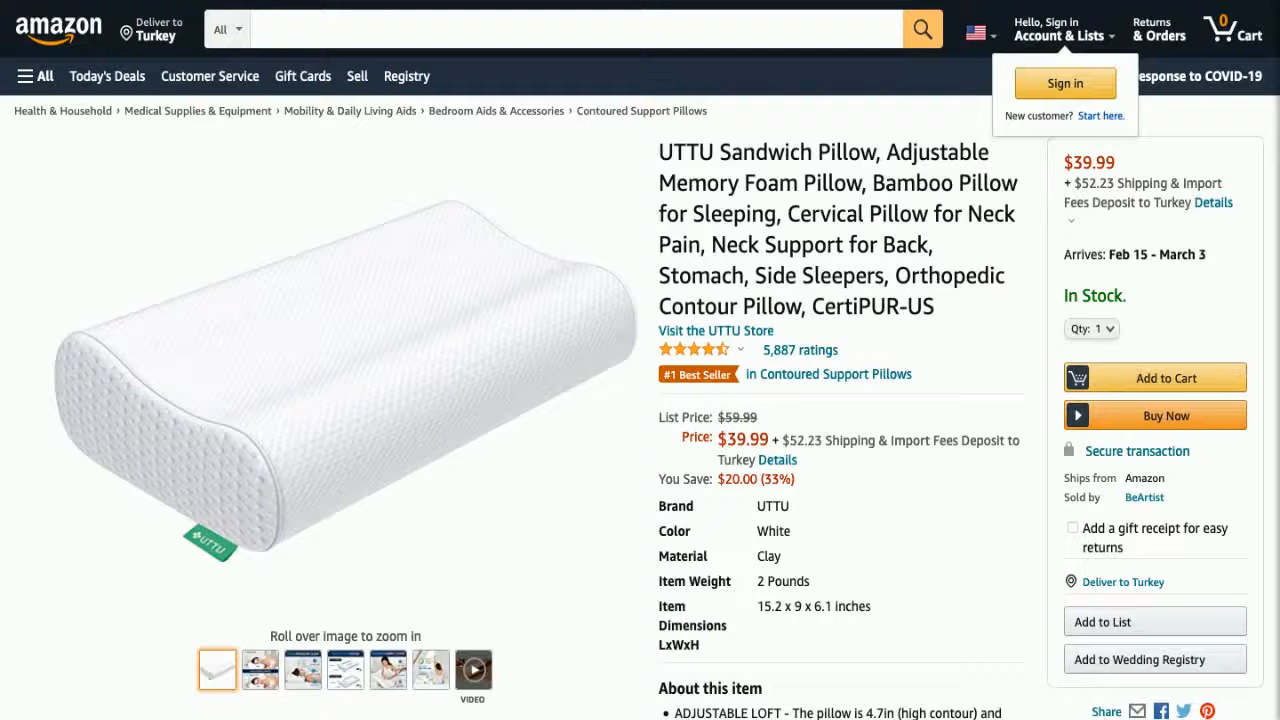 amazon
Deliver to
Turkey
All
Hello, Sign in
Account & Lists
Returns
& Orders
0
Cart
All
Today's Deals
Customer Service
Gift Cards
Sell
Registry
esponse to COVID-19
Sign in
New customer? Start here.
Health & Household › Medical Supplies & Equipment › Mobility & Daily Living Aids › Bedroom Aids & Accessories › Contoured Support Pillows
UTTU Sandwich Pillow, Adjustable
Memory Foam Pillow, Bamboo Pillow
for Sleeping, Cervical Pillow for Neck
Pain, Neck Support for Back,
Stomach, Side Sleepers, Orthopedic
Contour Pillow, CertiPUR-US
Visit the UTTU Store
5,887 ratings
#1 Best Seller in Contoured Support Pillows
List Price: $59.99
Price: $39.99 + $52.23 Shipping & Import Fees Deposit to
Turkey Details
You Save: $20.00 (33%)
Brand UTTU
Color White
Material Clay
Item Weight 2 Pounds
Item 15.2 x 9 x 6.1 inches
Dimensions
LxWxH
About this item
• ADJUSTABLE LOFT - The pillow is 4.7in (high contour) and
UTTU
Roll over image to zoom in
VIDEO
$39.99
+ $52.23 Shipping & Import
Fees Deposit to Turkey Details
Arrives: Feb 15 - March 3
In Stock.
Qty: 1
Add to Cart
Buy Now
Secure transaction
Ships from Amazon
Sold by BeArtist
Add a gift receipt for easy
returns
Deliver to Turkey
Add to List
Add to Wedding Registry
Share